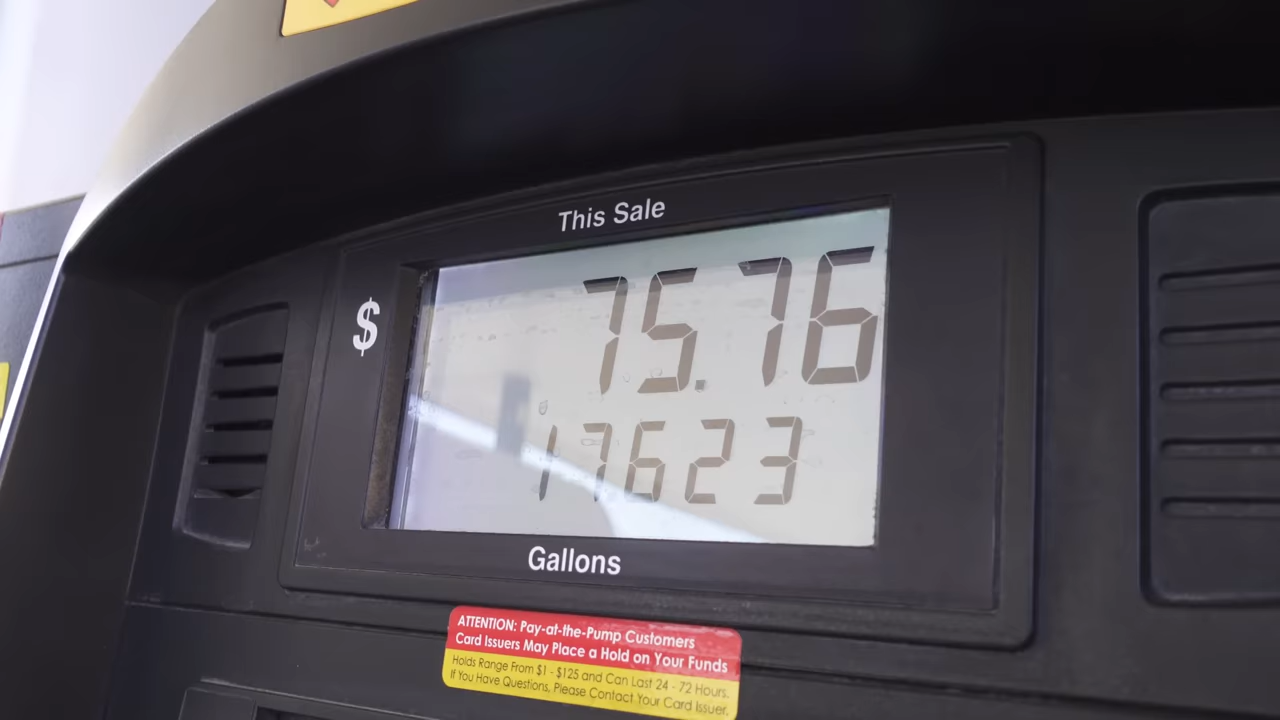 This Sale
$ 75.76
17623
Gallons
ATTENTION: Pay-at-the-Pump Customers
Card Issuers May Place a Hold on Your Funds
Holds Range From $1 - $125 and Can Last 24 - 72 Hours.
If You Have Questions, Please Contact Your Card Issuer.